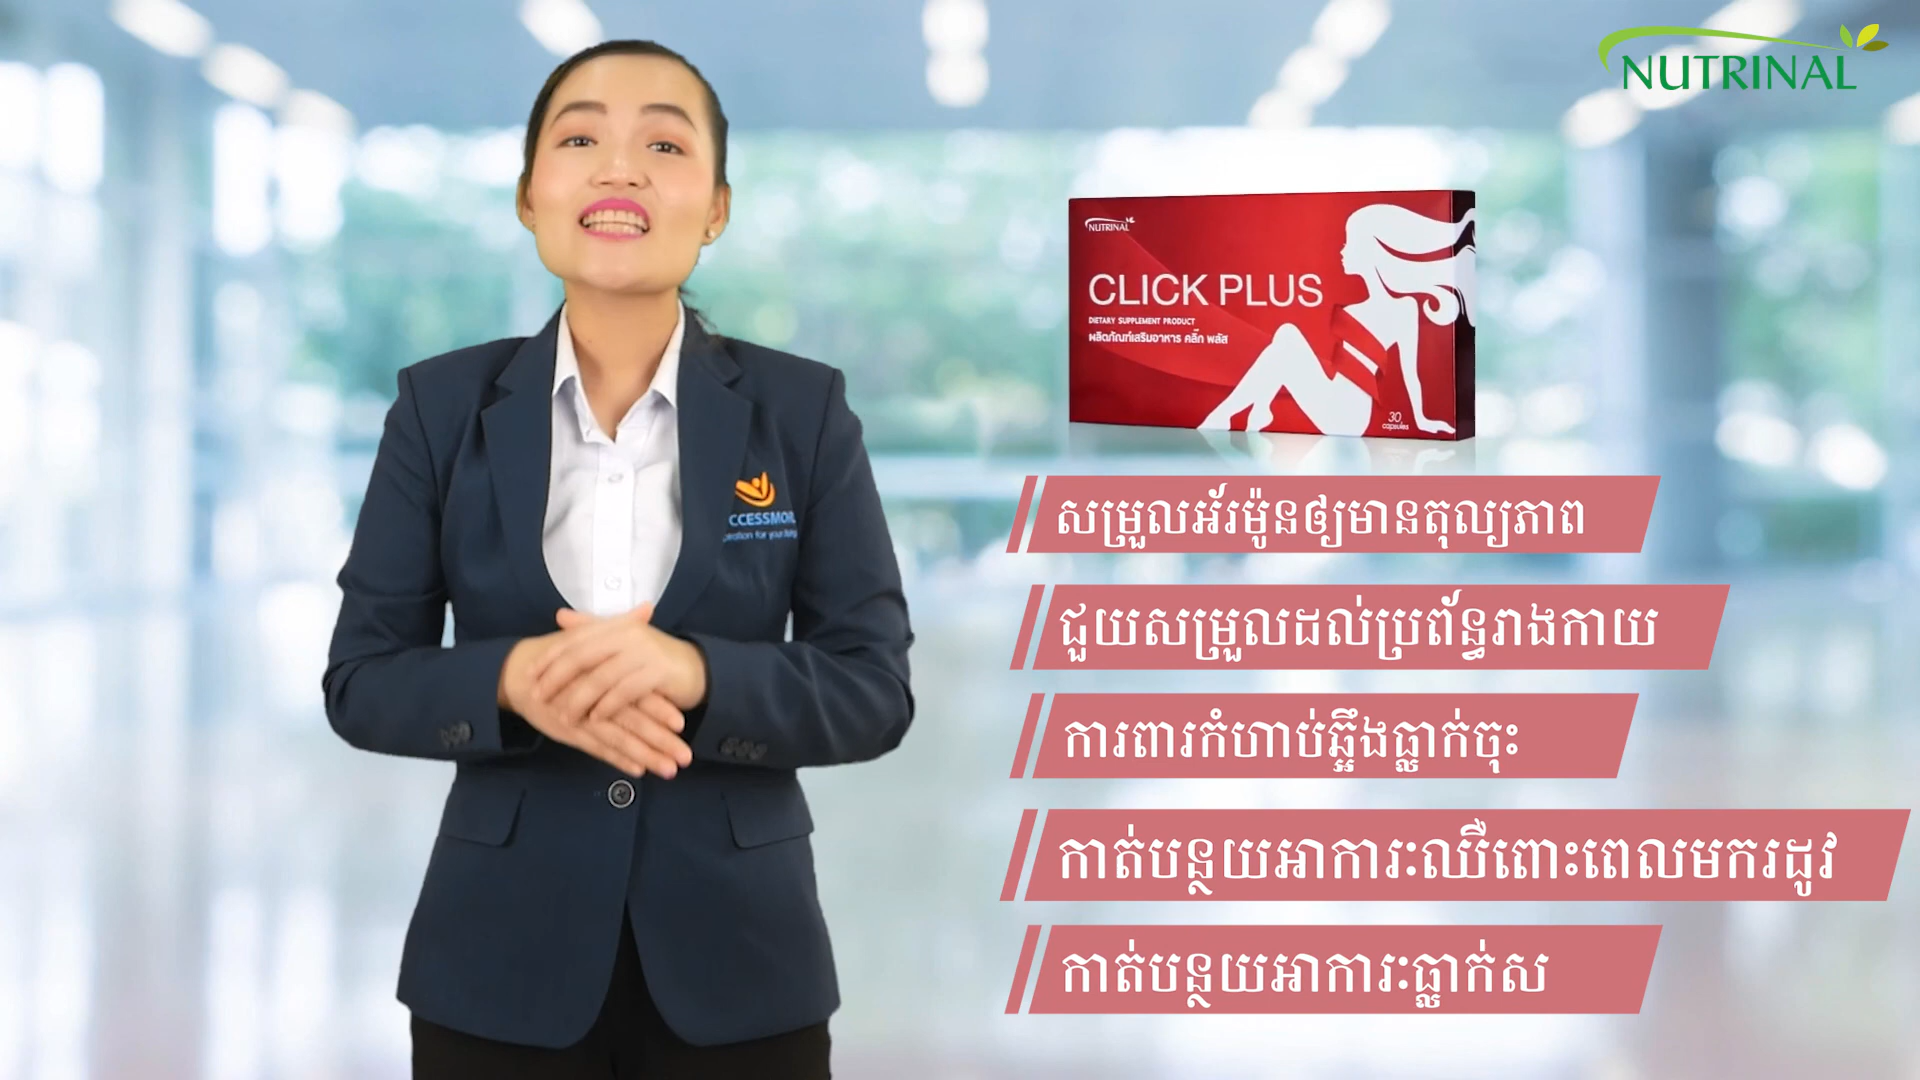 NUTRINAL
NUTRINAL
CLICK PLUS
DIETARY SUPPLEMENT PRODUCT
ผลิตภัณฑ์เสริมอาหาร คลิ๊ก พลัส
30
capsules
សម្រួលអ័រម៉ូនឲ្យមានតុល្យភាព
ជួយសម្រួលដល់ប្រព័ន្ធរាងកាយ
ការពារកំហាប់ឆ្អឹងធ្លាក់ចុះ
កាត់បន្ថយអាការៈឈឺពោះពេលមករដូវ
កាត់បន្ថយអាការៈធ្លាក់ស
CCESSMOR
for your